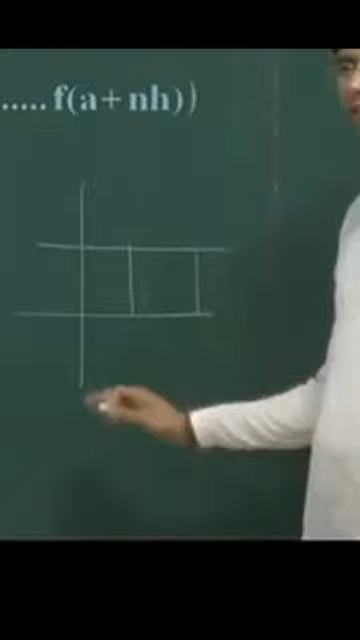 ..... f(a+ nh))